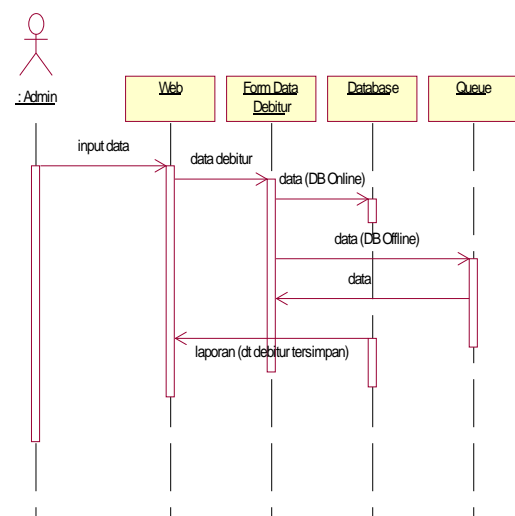 : Admin
Web
Form Data
Debitur
Database
Queue
input data
data debitur
data (DB Online)
data (DB Offline)
data
laporan (dt debitur tersimpan)